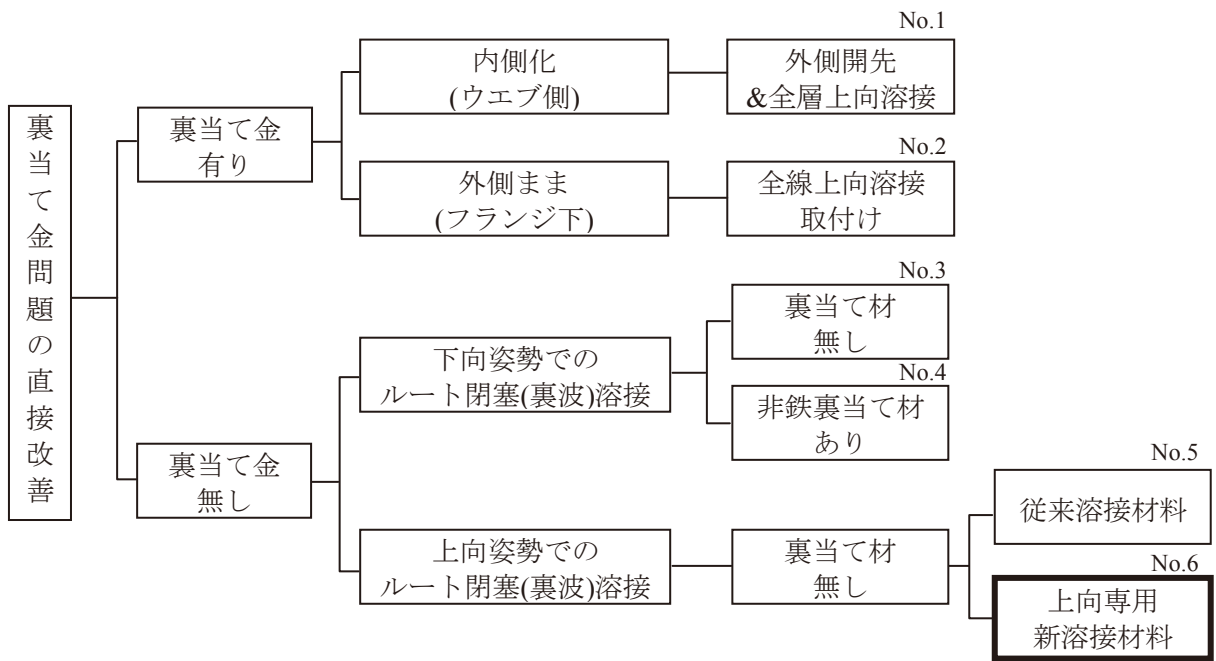 裏当て金問題の直接改善
裏当て金
有り
内側化
(ウエブ側)
No.1
外側開先
&全層上向溶接
外側まま
(フランジ下)
No.2
全線上向溶接
取付け
裏当て金
無し
下向姿勢での
ルート閉塞(裏波)溶接
No.3
裏当て材
無し
No.4
非鉄裏当て材
あり
上向姿勢での
ルート閉塞(裏波)溶接
裏当て材
無し
No.5
従来溶接材料
No.6
上向専用
新溶接材料